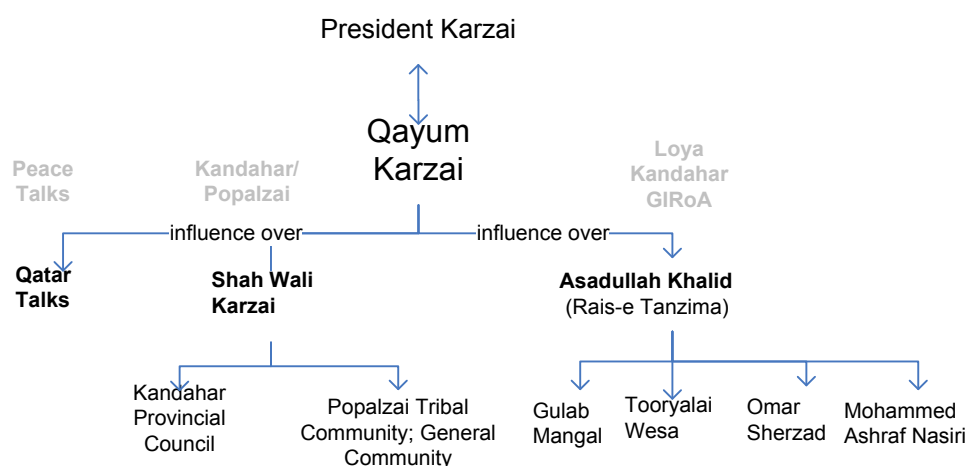 President Karzai
Qayum
Karzai
Peace
Talks
Kandahar/
Popalzai
Loya
Kandahar
GIRoA
influence over
influence over
Qatar
Talks
Shah Wali
Karzai
Asadullah Khalid
(Rais-e Tanzima)
Kandahar
Provincial
Council
Popalzai Tribal
Community; General
Community
Gulab
Mangal
Tooryalai
Wesa
Omar
Sherzad
Mohammed
Ashraf Nasiri